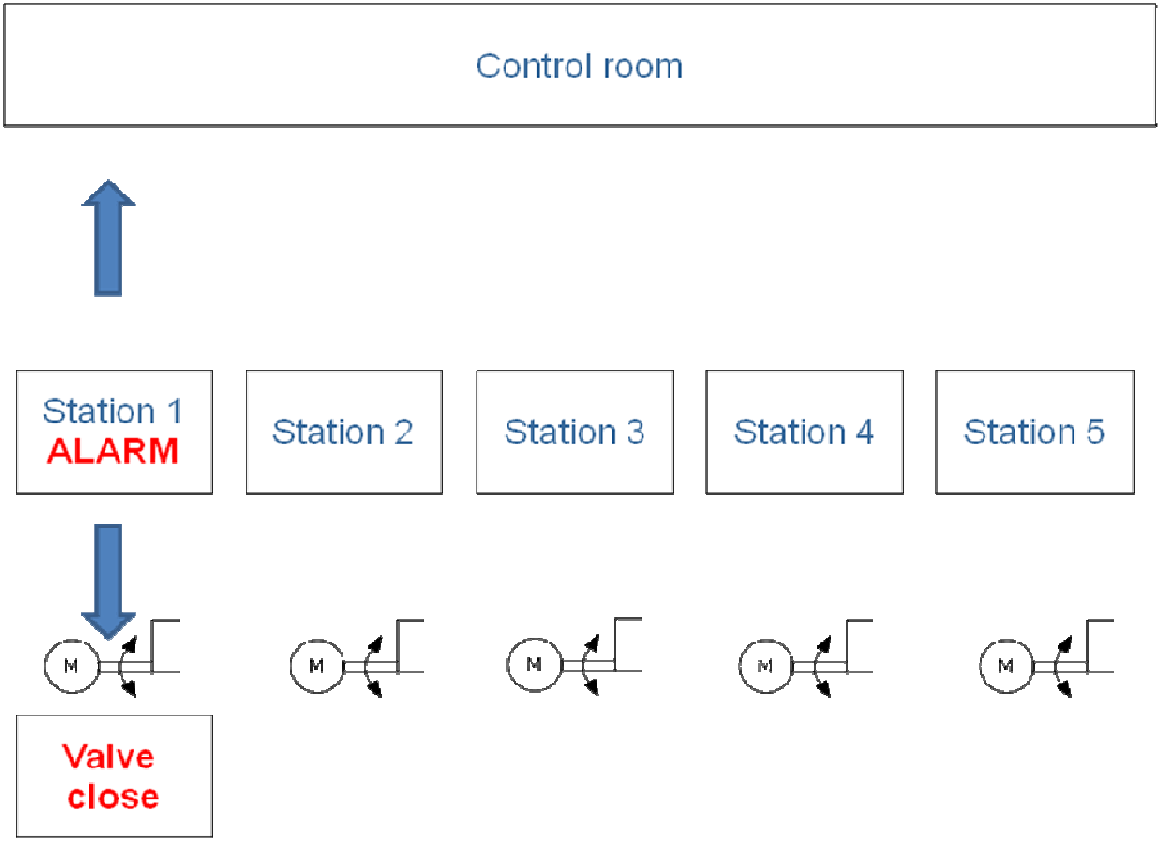 Control room
Station 1
ALARM
Station 2
Station 3
Station 4
Station 5
M
M
M
M
M
Valve
close